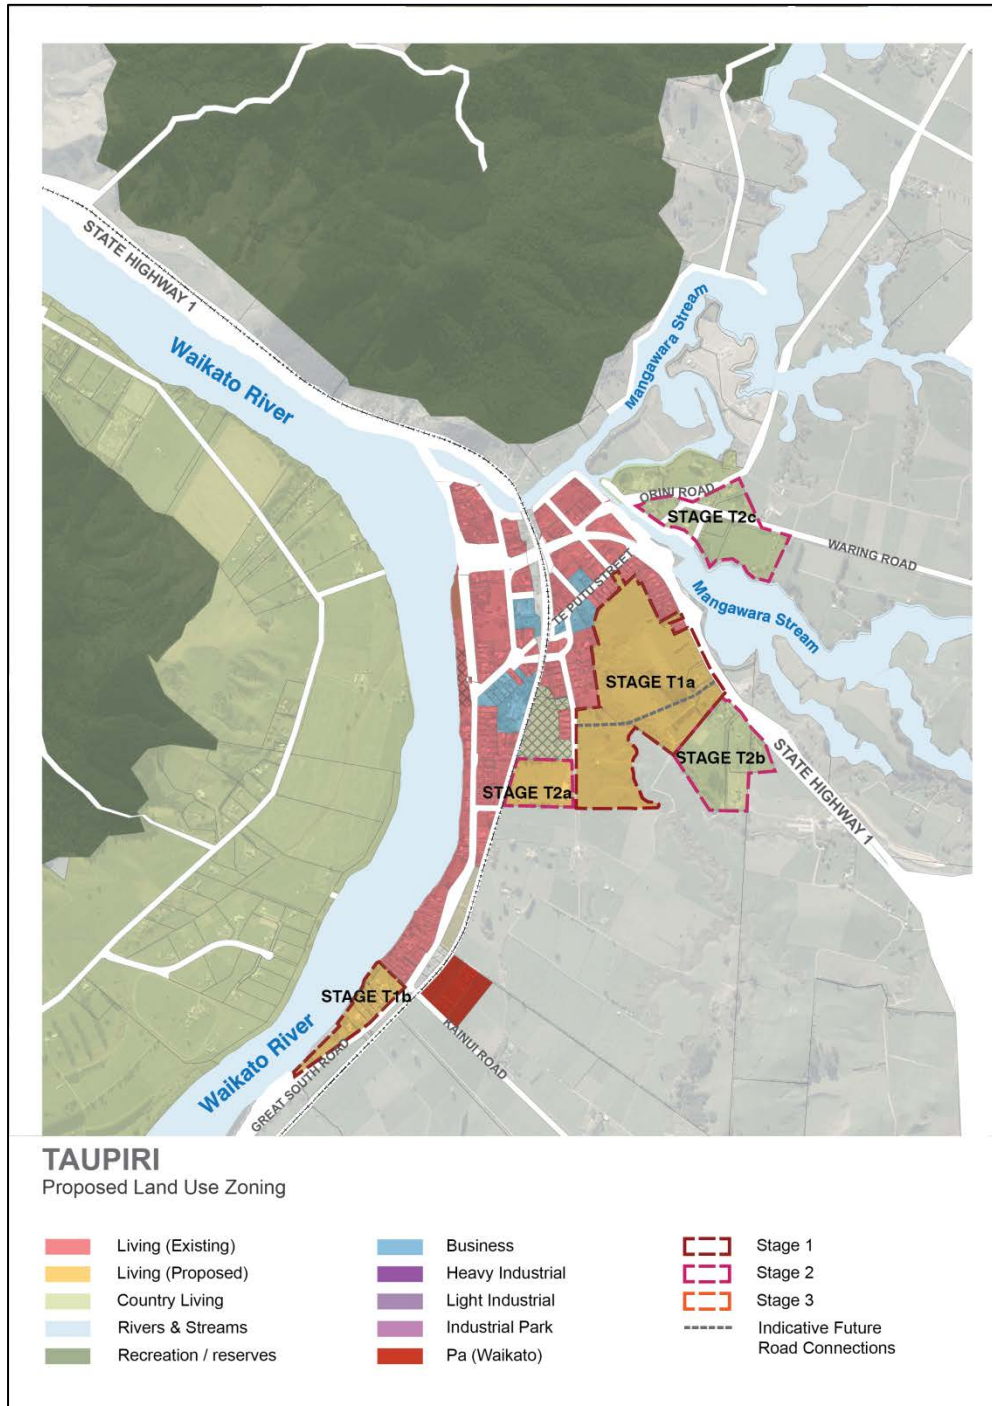 STATE HIGHWAY 1
Waikato River
Mangawara Stream
ORINI ROAD
STAGE T2c
WARING ROAD
TE PUTU STREET
Mangawara Stream
STAGE T1a
STAGE T2b
STATE HIGHWAY 1
STAGE T2a
STAGE T1b
Waikato River
GREAT SOUTH ROAD
KAINUI ROAD
TAUPIRI
Proposed Land Use Zoning
Living (Existing)
Living (Proposed)
Country Living
Rivers & Streams
Recreation / reserves
Business
Heavy Industrial
Light Industrial
Industrial Park
Pa (Waikato)
Stage 1
Stage 2
Stage 3
Indicative Future
Road Connections